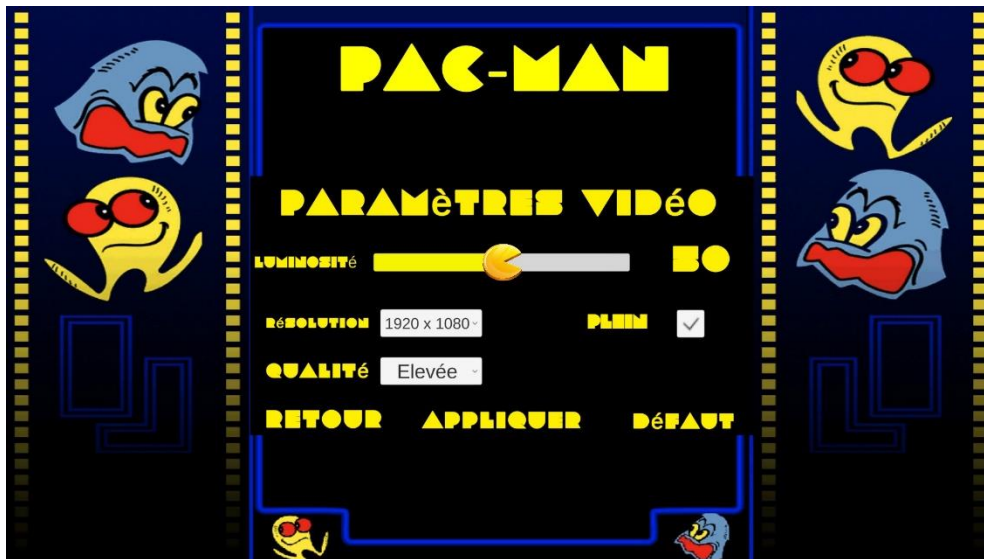 PAC-MAN
PARAMèTRES VIDéO
LUMINOSITé 50
RéSOLUTION 1920 x 1080 PLEIN
QUALITé Elevée
RETOUR APPLIQUER DéFAUT